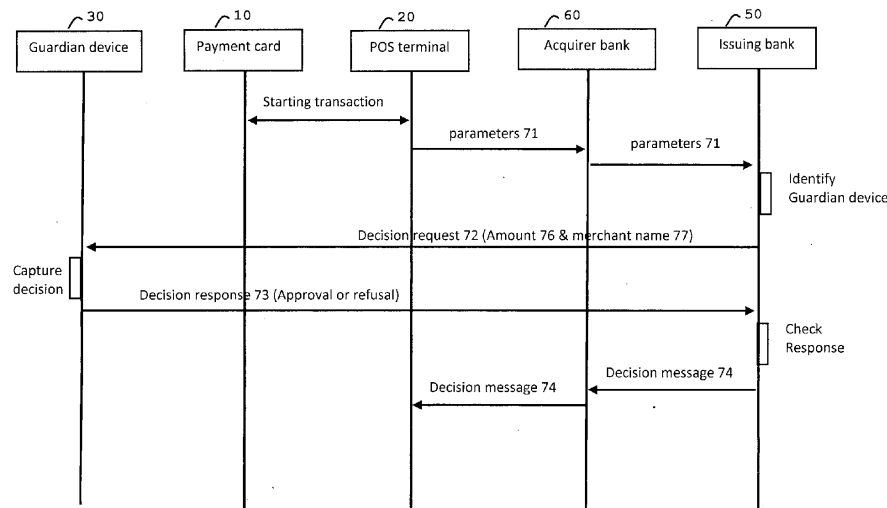 30
10
20
60
50
Guardian device
Payment card
POS terminal
Acquirer bank
Issuing bank
Starting transaction
parameters 71
parameters 71
Identify
Guardian device
Decision request 72 (Amount 76 & merchant name 77)
Capture
decision
Decision response 73 (Approval or refusal)
Check
Response
Decision message 74
Decision message 74